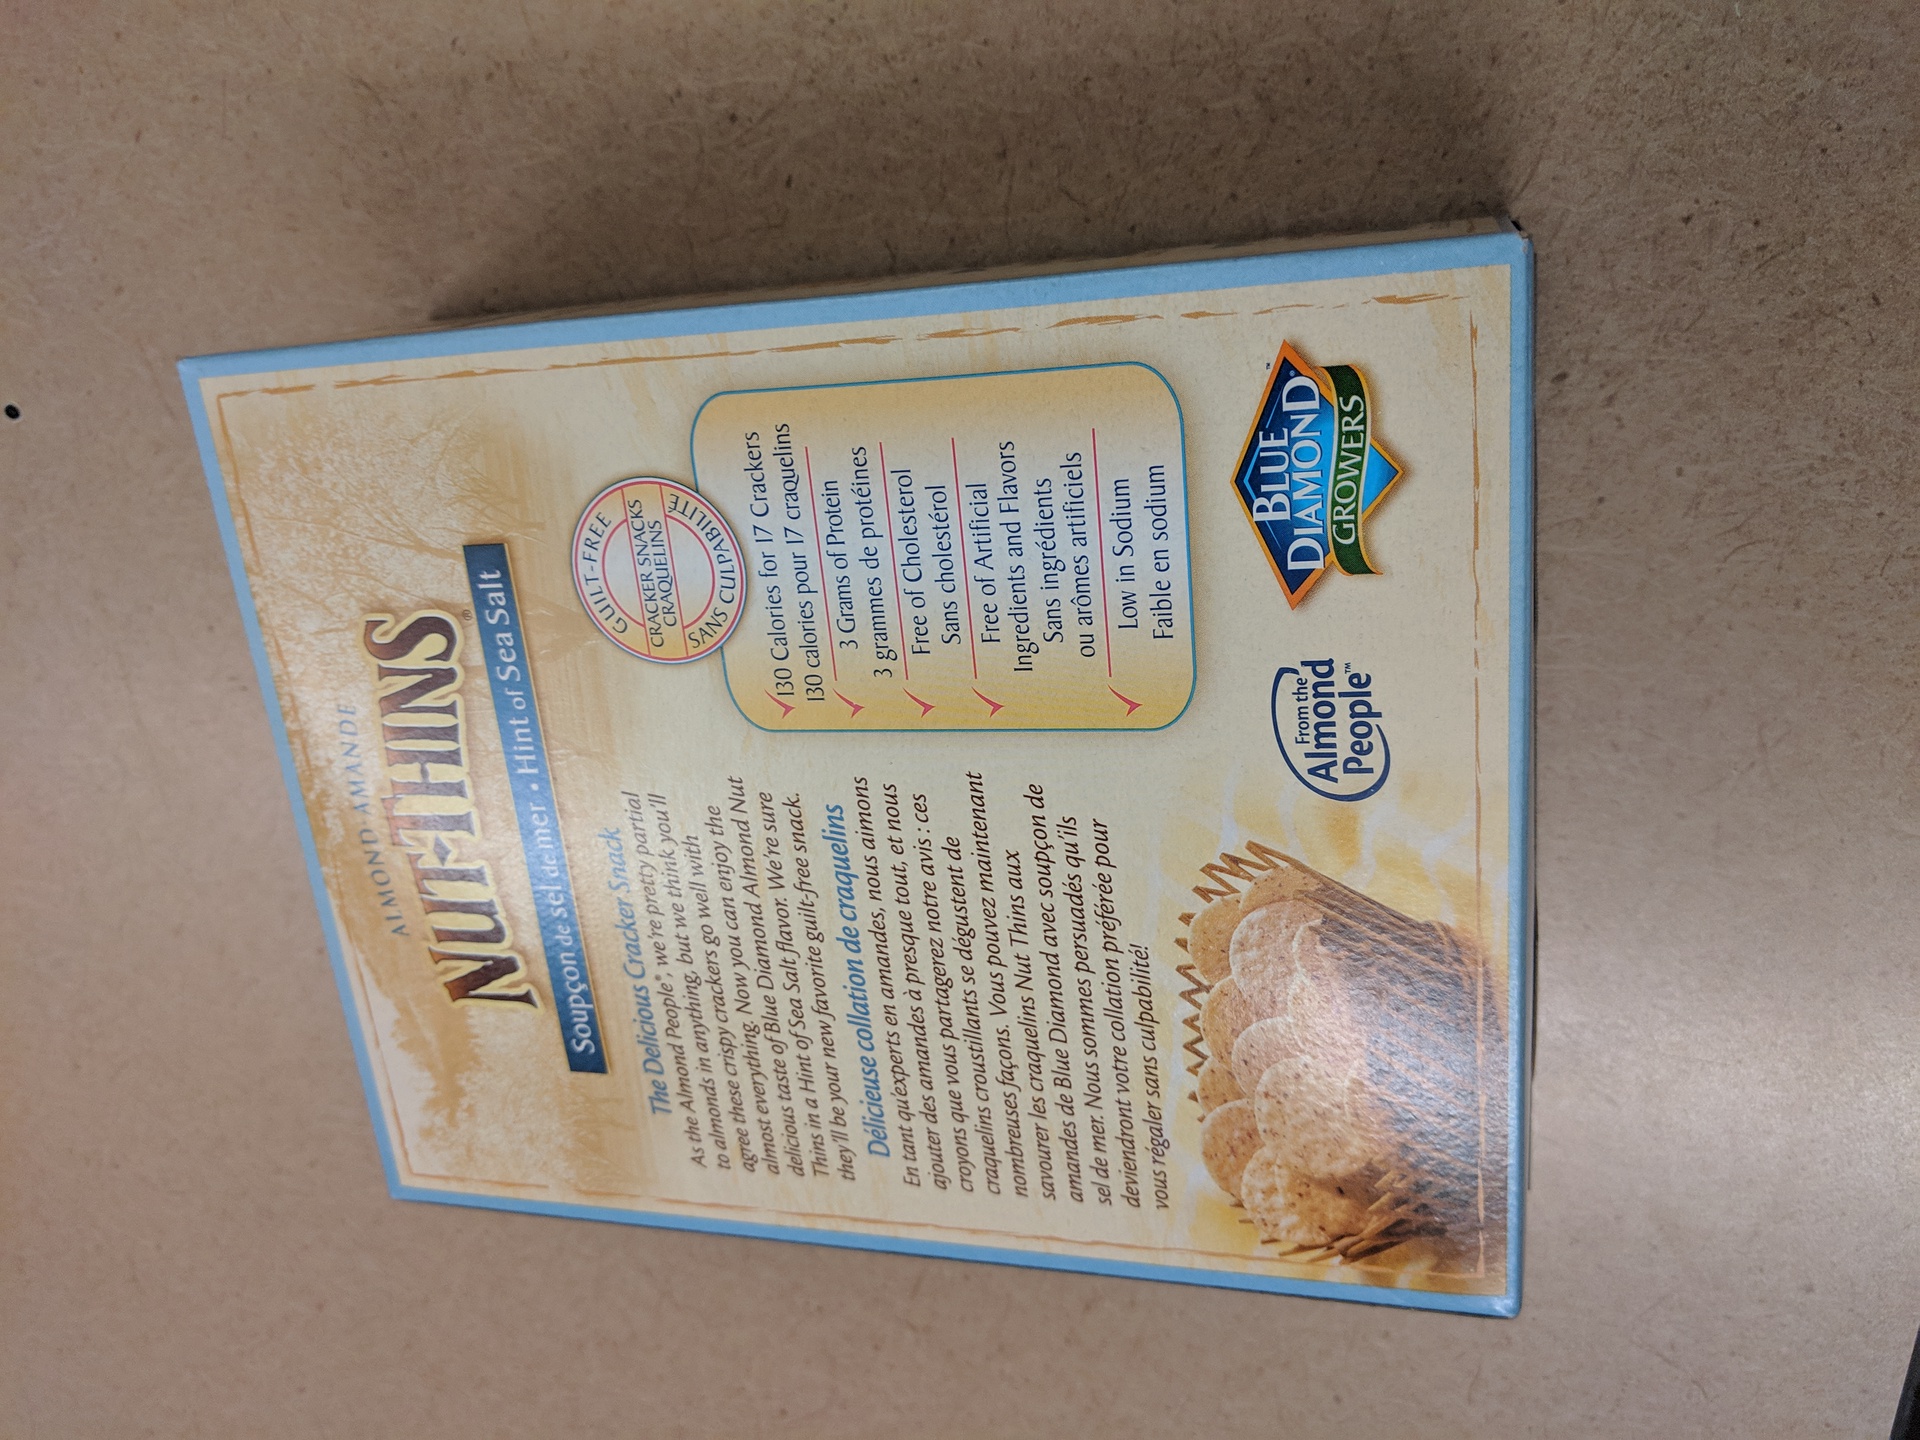 ALMOND • AMANDE
NUT-THINS®
Soupçon de sel de mer • Hint of Sea Salt
The Delicious Cracker Snack
As the Almond People®, we're pretty partial
to almonds in anything, but we think you'll
agree these crispy crackers go well with
almost everything. Now you can enjoy the
delicious taste of Blue Diamond Almond Nut
Thins in a Hint of Sea Salt flavor. We're sure
they'll be your new favorite guilt-free snack.
Délicieuse collation de craquelins
En tant qu'experts en amandes, nous aimons
ajouter des amandes à presque tout, et nous
croyons que vous partagerez notre avis : ces
craquelins croustillants se dégustent de
nombreuses façons. Vous pouvez maintenant
savourer les craquelins Nut Thins aux
amandes de Blue Diamond avec soupçon de
sel de mer. Nous sommes persuadés qu'ils
deviendront votre collation préférée pour
vous régaler sans culpabilité!
GUILT-FREE
CRACKER SNACKS
CRAQUELINS
SANS CULPABILITÉ
130 Calories for 17 Crackers
130 calories pour 17 craquelins
3 Grams of Protein
3 grammes de protéines
Free of Cholesterol
Sans cholestérol
Free of Artificial
Ingredients and Flavors
Sans ingrédients
ou arômes artificiels
Low in Sodium
Faible en sodium
From the
Almond
People™
BLUE
DIAMOND®
GROWERS
™